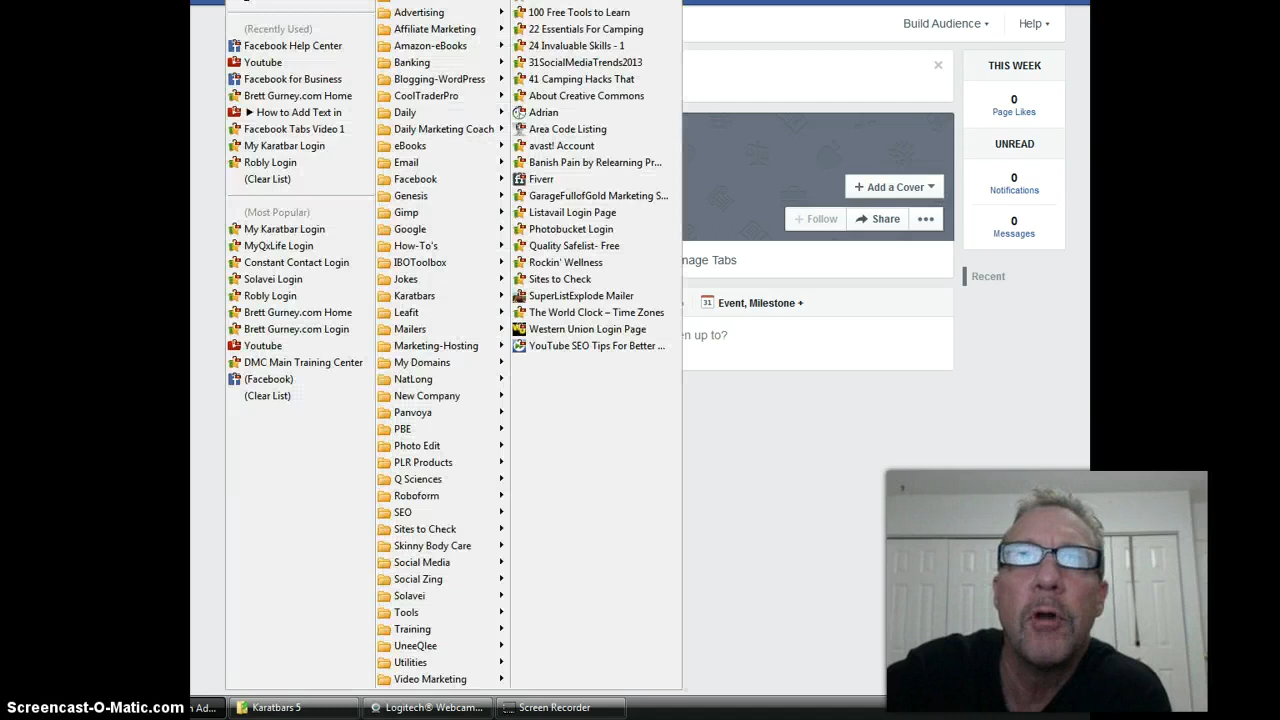 (Recently Used)
Facebook Help Center
Youtube
Facebook for Business
Brett Gurney.com Home
► How to Add Text in
Facebook Tabs Video 1
My Karatbar Login
Robly Login
(Clear List)
(Most Popular)
My Karatbar Login
MyQxLife Login
Constant Contact Login
Solavei Login
Robly Login
Brett Gurney.com Home
Brett Gurney.com Login
Youtube
DMC Main Training Center
(Facebook)
(Clear List)
Advertising
Affiliate Marketing
Amazon-eBooks
Banking
Blogging-WordPress
CoolTraderPro
Daily
Daily Marketing Coach
eBooks
Email
Facebook
Genesis
Gimp
Google
How-To's
IBOToolbox
Jokes
Karatbars
Leafit
Mailers
Marketing-Hosting
My Domains
NatLong
New Company
Panvoya
PBE
Photo Edit
PLR Products
Q Sciences
Roboform
SEO
Sites to Check
Skinny Body Care
Social Media
Social Zing
Solavei
Tools
Training
UneeQlee
Utilities
Video Marketing
100 Free Tools to Learn
22 Essentials For Camping
24 Invaluable Skills - 1
31SocialMediaTrends2013
41 Camping Hacks That
About Creative Commons
Adrian
Area Code Listing
avast! Account
Banish Pain by Relearning Pr...
Fiverr
GarageFullofGold Marketing S...
Listavail Login Page
Photobucket Login
Quality Safelist- Free
Rockin' Wellness
Sites to Check
SuperListExplode Mailer
The World Clock – Time Zones
Western Union Login Page
YouTube SEO Tips For Better ...
Build Audience
Help
+ Add a Cover
+ Follow
Share
nage Tabs
31 Event, Milestone +
en up to?
THIS WEEK
0
Page Likes
UNREAD
0
Notifications
0
Messages
Recent
Screencast-O-Matic.com
n Ad...
Karatbars 5
Logitech® Webcam...
Screen Recorder